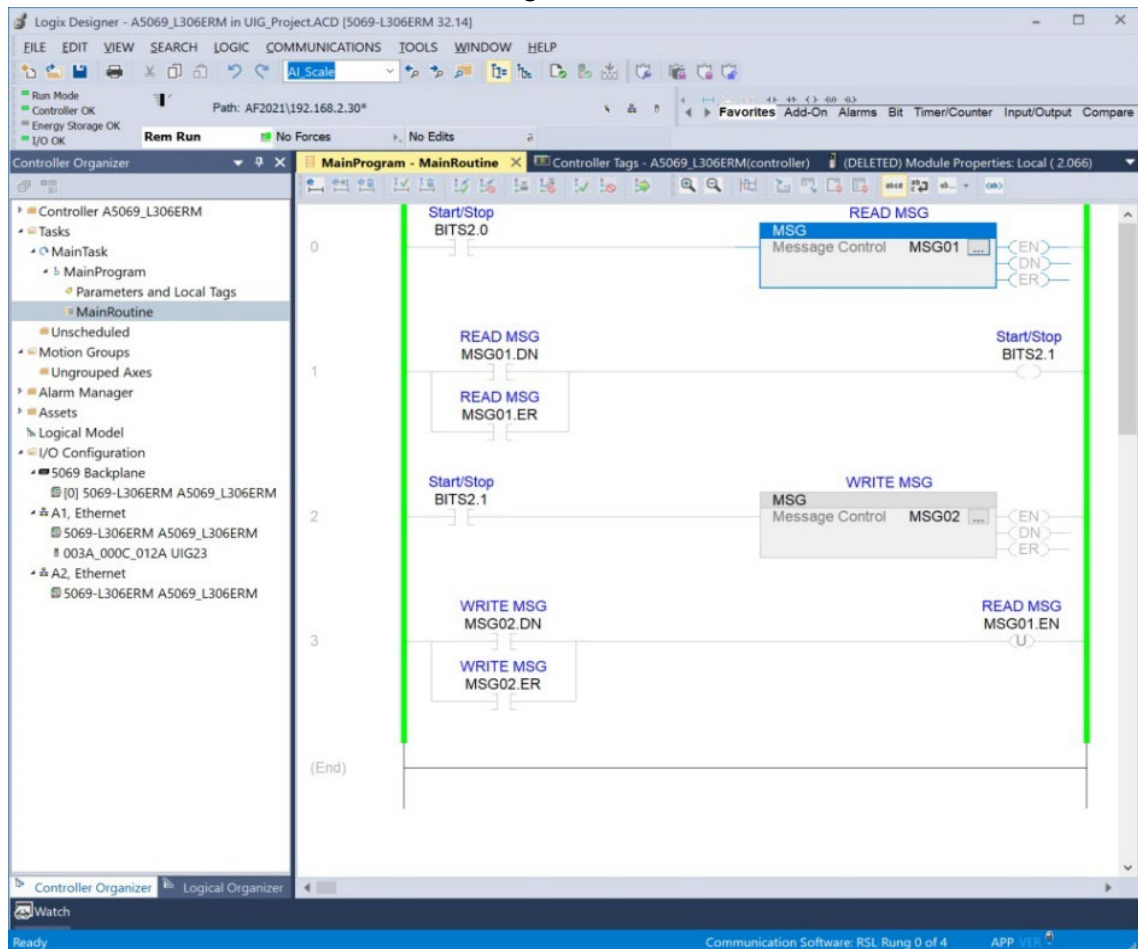 Logix Designer - A5069_L306ERM in UIG_Project.ACD [5069-L306ERM 32.14]
FILE EDIT VIEW SEARCH LOGIC COMMUNICATIONS TOOLS WINDOW HELP
AI_Scale
Run Mode
Controller OK
Energy Storage OK
I/O OK
Path: AF2021\192.168.2.30*
Rem Run
No Forces
No Edits
Favorites Add-On Alarms Bit Timer/Counter Input/Output Compare
Controller Organizer
MainProgram - MainRoutine
Controller Tags - A5069_L306ERM(controller)
(DELETED) Module Properties: Local ( 2.066)
Controller A5069_L306ERM
Tasks
MainTask
MainProgram
Parameters and Local Tags
MainRoutine
Unscheduled
Motion Groups
Ungrouped Axes
Alarm Manager
Assets
Logical Model
I/O Configuration
5069 Backplane
[0] 5069-L306ERM A5069_L306ERM
A1, Ethernet
5069-L306ERM A5069_L306ERM
003A_000C_012A UIG23
A2, Ethernet
5069-L306ERM A5069_L306ERM
Start/Stop
BITS2.0
0
READ MSG
MSG
Message Control MSG01 ...
EN
DN
ER
READ MSG
MSG01.DN
1
READ MSG
MSG01.ER
Start/Stop
BITS2.1
Start/Stop
BITS2.1
2
WRITE MSG
MSG
Message Control MSG02 ...
EN
DN
ER
WRITE MSG
MSG02.DN
3
WRITE MSG
MSG02.ER
READ MSG
MSG01.EN
U
(End)
Controller Organizer
Logical Organizer
Watch
Ready
Communication Software: RSL Rung 0 of 4 APP VER